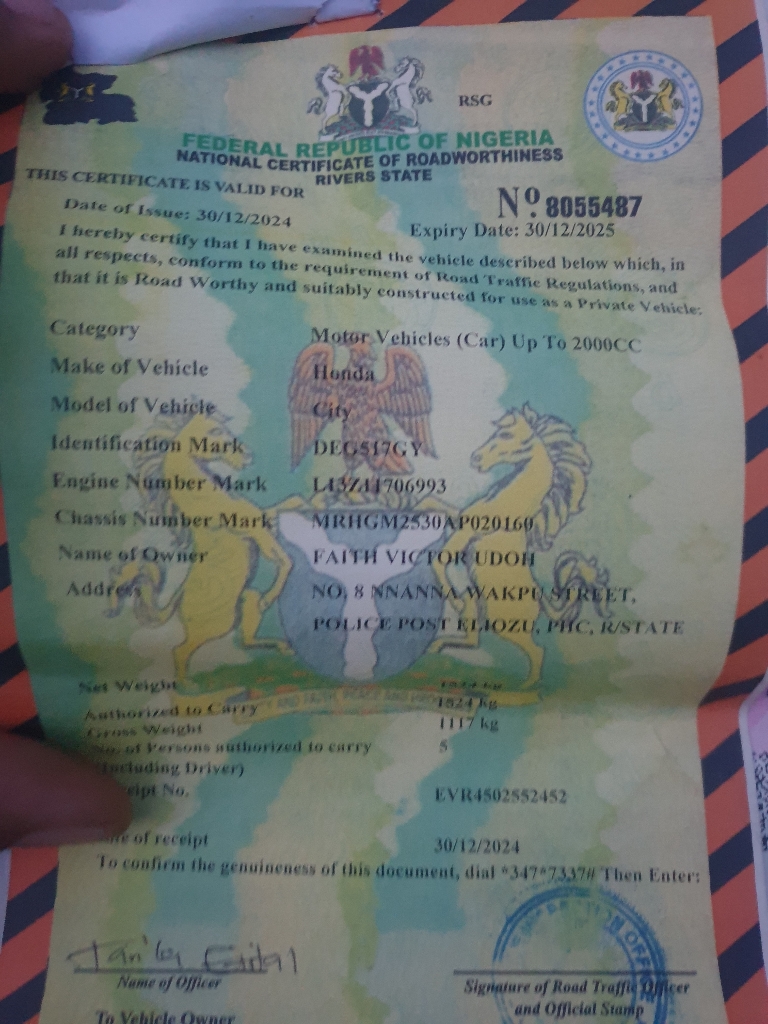 RSG
FEDERAL REPUBLIC OF NIGERIA
NATIONAL CERTIFICATE OF ROADWORTHINESS
RIVERS STATE
THIS CERTIFICATE IS VALID FOR
Nº. 8055487
Date of Issue: 30/12/2024
Expiry Date: 30/12/2025
I hereby certify that I have examined the vehicle described below which, in
all respects, conform to the requirement of Road Traffic Regulations, and
that it is Road Worthy and suitably constructed for use as a Private Vehicle:
Category Motor Vehicles (Car) Up To 2000CC
Make of Vehicle Honda
Model of Vehicle City
Identification Mark DEG517GY
Engine Number Mark L13Z11706993
Chassis Number Mark MRHGM2530AP020160
Name of Owner FAITH VICTOR UDOH
Address NO. 8 NNANNA WAKPU STREET,
POLICE POST ELIOZU, PHC, R/STATE
Net Weight 1524 kg
Authorized to Carry 1524 kg
Gross Weight 1117 kg
No. of Persons authorized to carry 5
(Including Driver)
No. EVR4502552452
of receipt 30/12/2024
To confirm the genuineness of this document, dial *347*7337# Then Enter:
Name of Officer
Signature of Road Traffic Officer
and Official Stamp
To Vehicle Owner